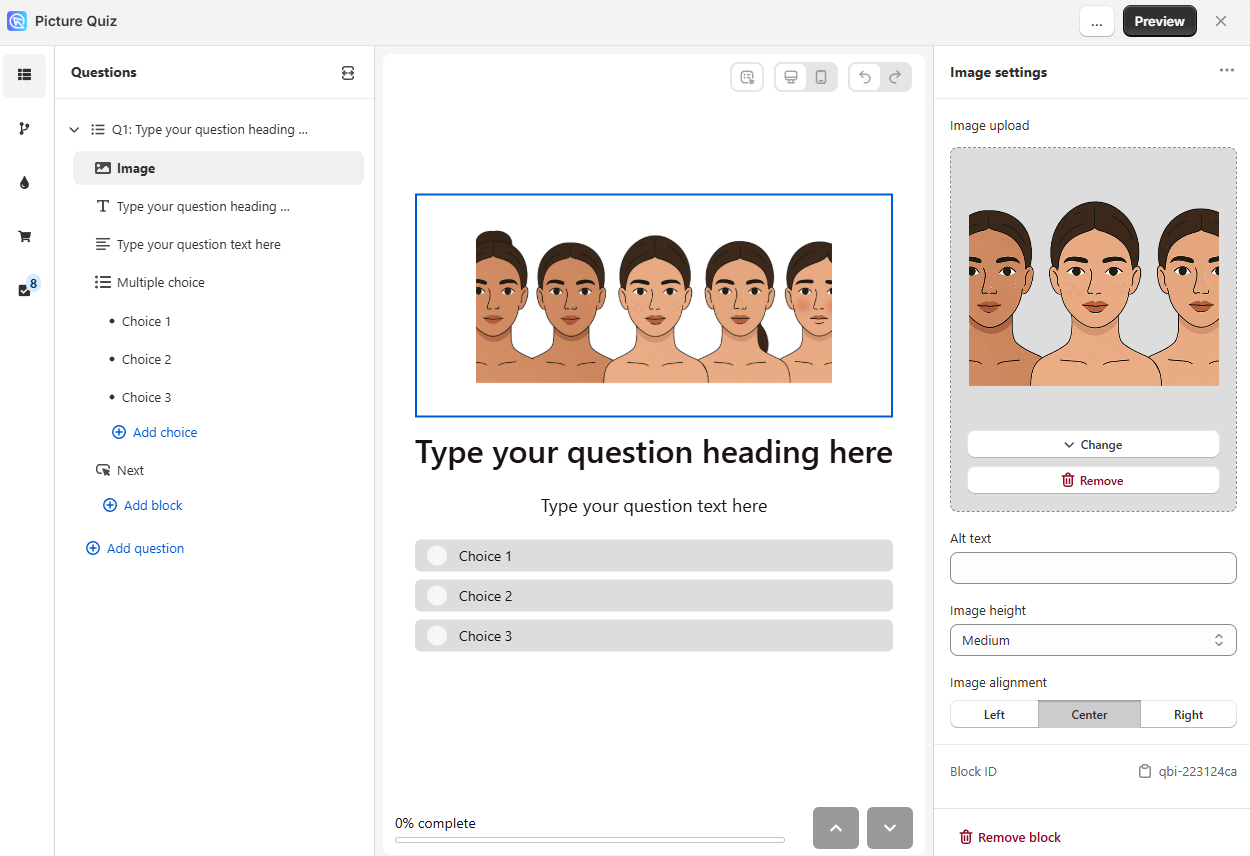 Picture Quiz
...
Preview
Questions
Q1: Type your question heading ...
Image
Type your question heading ...
Type your question text here
Multiple choice
Choice 1
Choice 2
Choice 3
Add choice
Next
Add block
Add question
8
Type your question heading here
Type your question text here
Choice 1
Choice 2
Choice 3
0% complete
Image settings
Image upload
Change
Remove
Alt text
Image height
Medium
Image alignment
Left Center Right
Block ID qbi-223124ca
Remove block